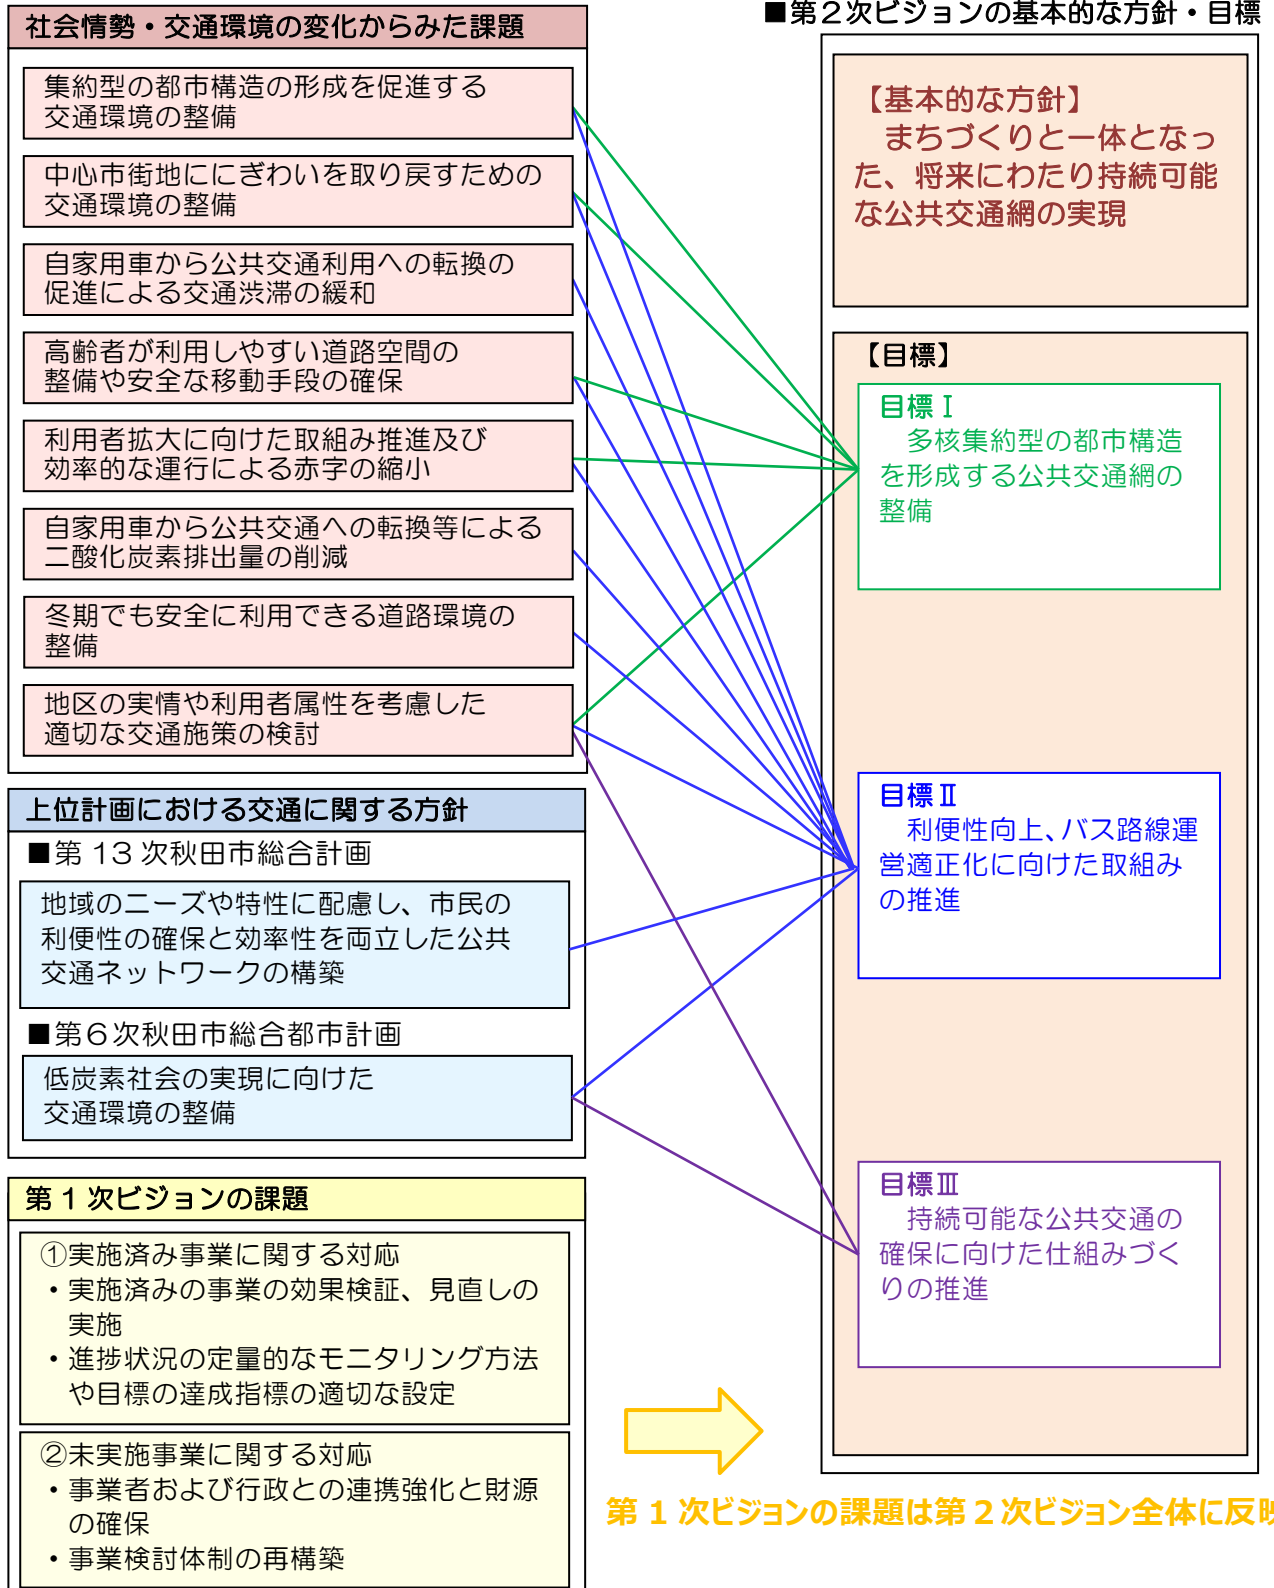 社会情勢・交通環境の変化からみた課題
集約型の都市構造の形成を促進する
交通環境の整備
中心市街地ににぎわいを取り戻すための
交通環境の整備
自家用車から公共交通利用への転換の
促進による交通渋滞の緩和
高齢者が利用しやすい道路空間の
整備や安全な移動手段の確保
利用者拡大に向けた取組み推進及び
効率的な運行による赤字の縮小
自家用車から公共交通への転換等による
二酸化炭素排出量の削減
冬期でも安全に利用できる道路環境の
整備
地区の実情や利用者属性を考慮した
適切な交通施策の検討
上位計画における交通に関する方針
■第 13 次秋田市総合計画
地域のニーズや特性に配慮し、市民の
利便性の確保と効率性を両立した公共
交通ネットワークの構築
■第6次秋田市総合都市計画
低炭素社会の実現に向けた
交通環境の整備
第 1 次ビジョンの課題
①実施済み事業に関する対応
・実施済みの事業の効果検証、見直しの
実施
・進捗状況の定量的なモニタリング方法
や目標の達成指標の適切な設定
②未実施事業に関する対応
・事業者および行政との連携強化と財源
の確保
・事業検討体制の再構築
■第2次ビジョンの基本的な方針・目標
【基本的な方針】
まちづくりと一体となっ
た、将来にわたり持続可能
な公共交通網の実現
【目標】
目標Ⅰ
多核集約型の都市構造
を形成する公共交通網の
整備
目標Ⅱ
利便性向上、バス路線運
営適正化に向けた取組み
の推進
目標Ⅲ
持続可能な公共交通の
確保に向けた仕組みづく
りの推進
第 1 次ビジョンの課題は第 2 次ビジョン全体に反映